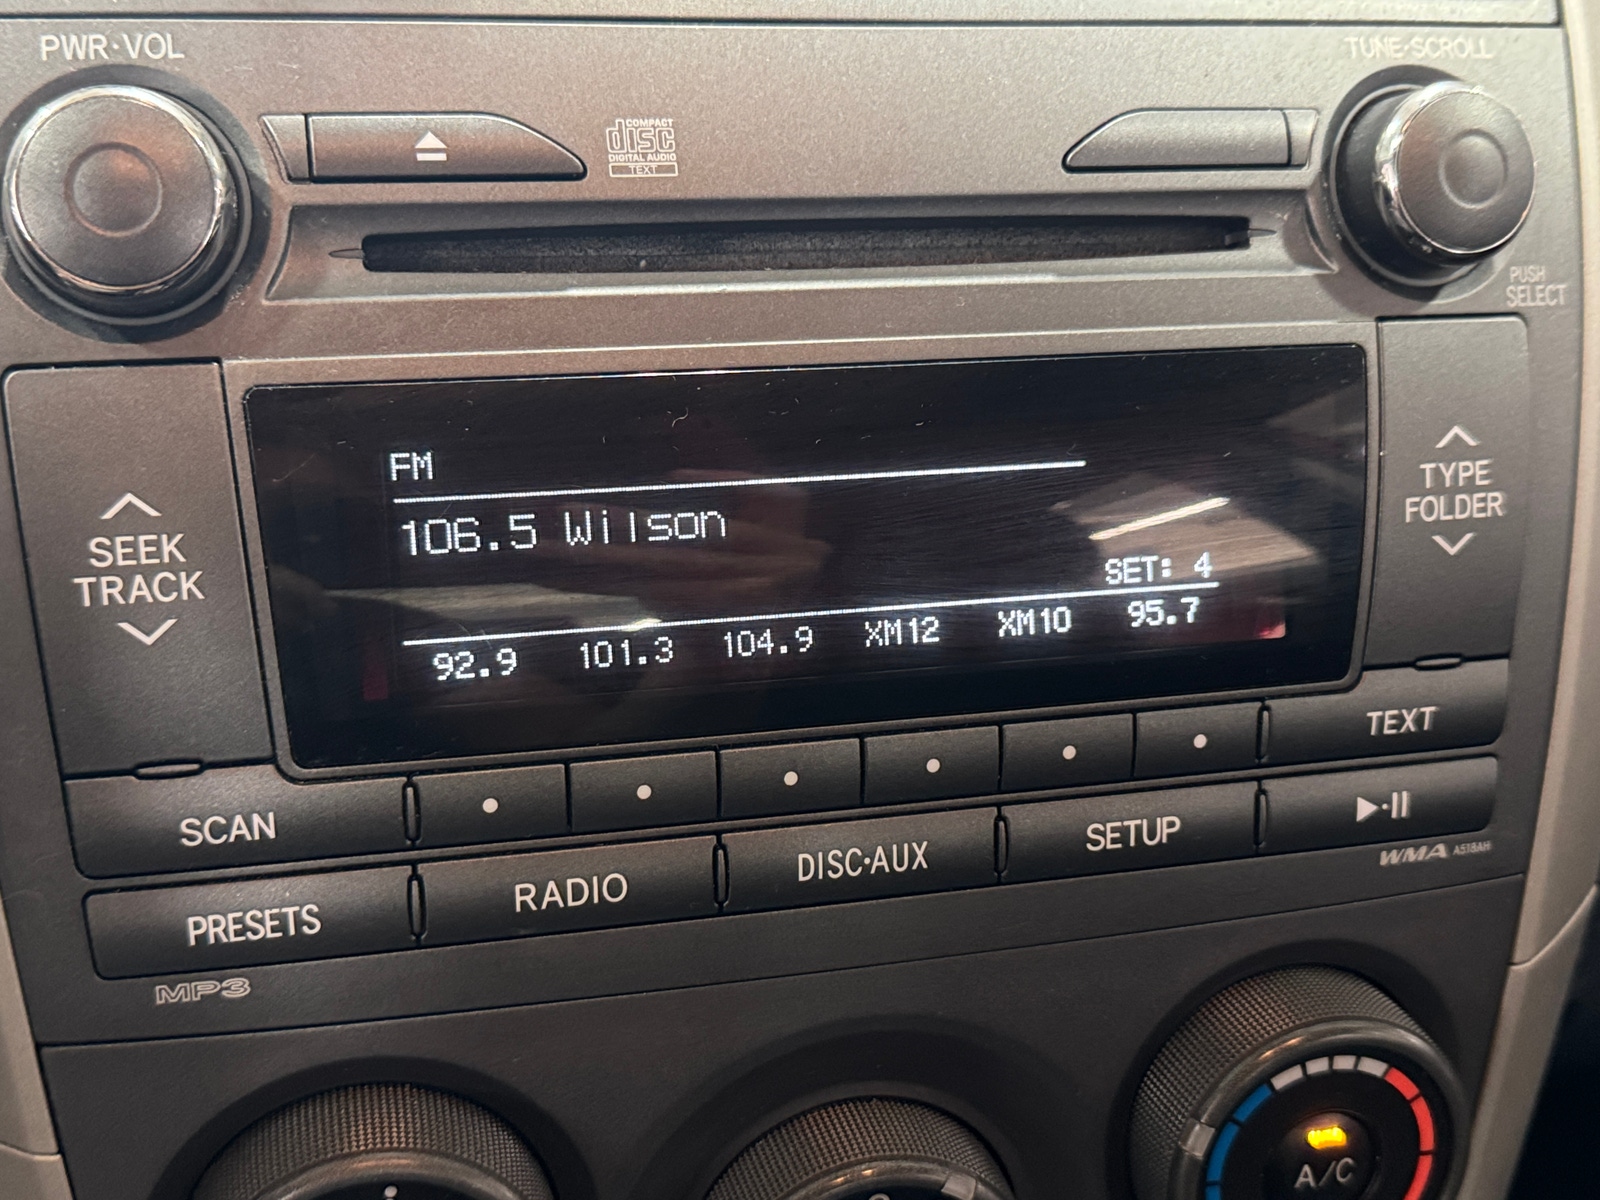 PWR·VOL
TUNE·SCROLL
COMPACT
disc
DIGITAL AUDIO
TEXT
PUSH
SELECT
FM
106.5 Wilson
SET: 4
92.9 101.3 104.9 XM12 XM10 95.7
SEEK
TRACK
TYPE
FOLDER
TEXT
SCAN
PRESETS
RADIO
DISC·AUX
SETUP
MP3
WMA A518AH
A/C